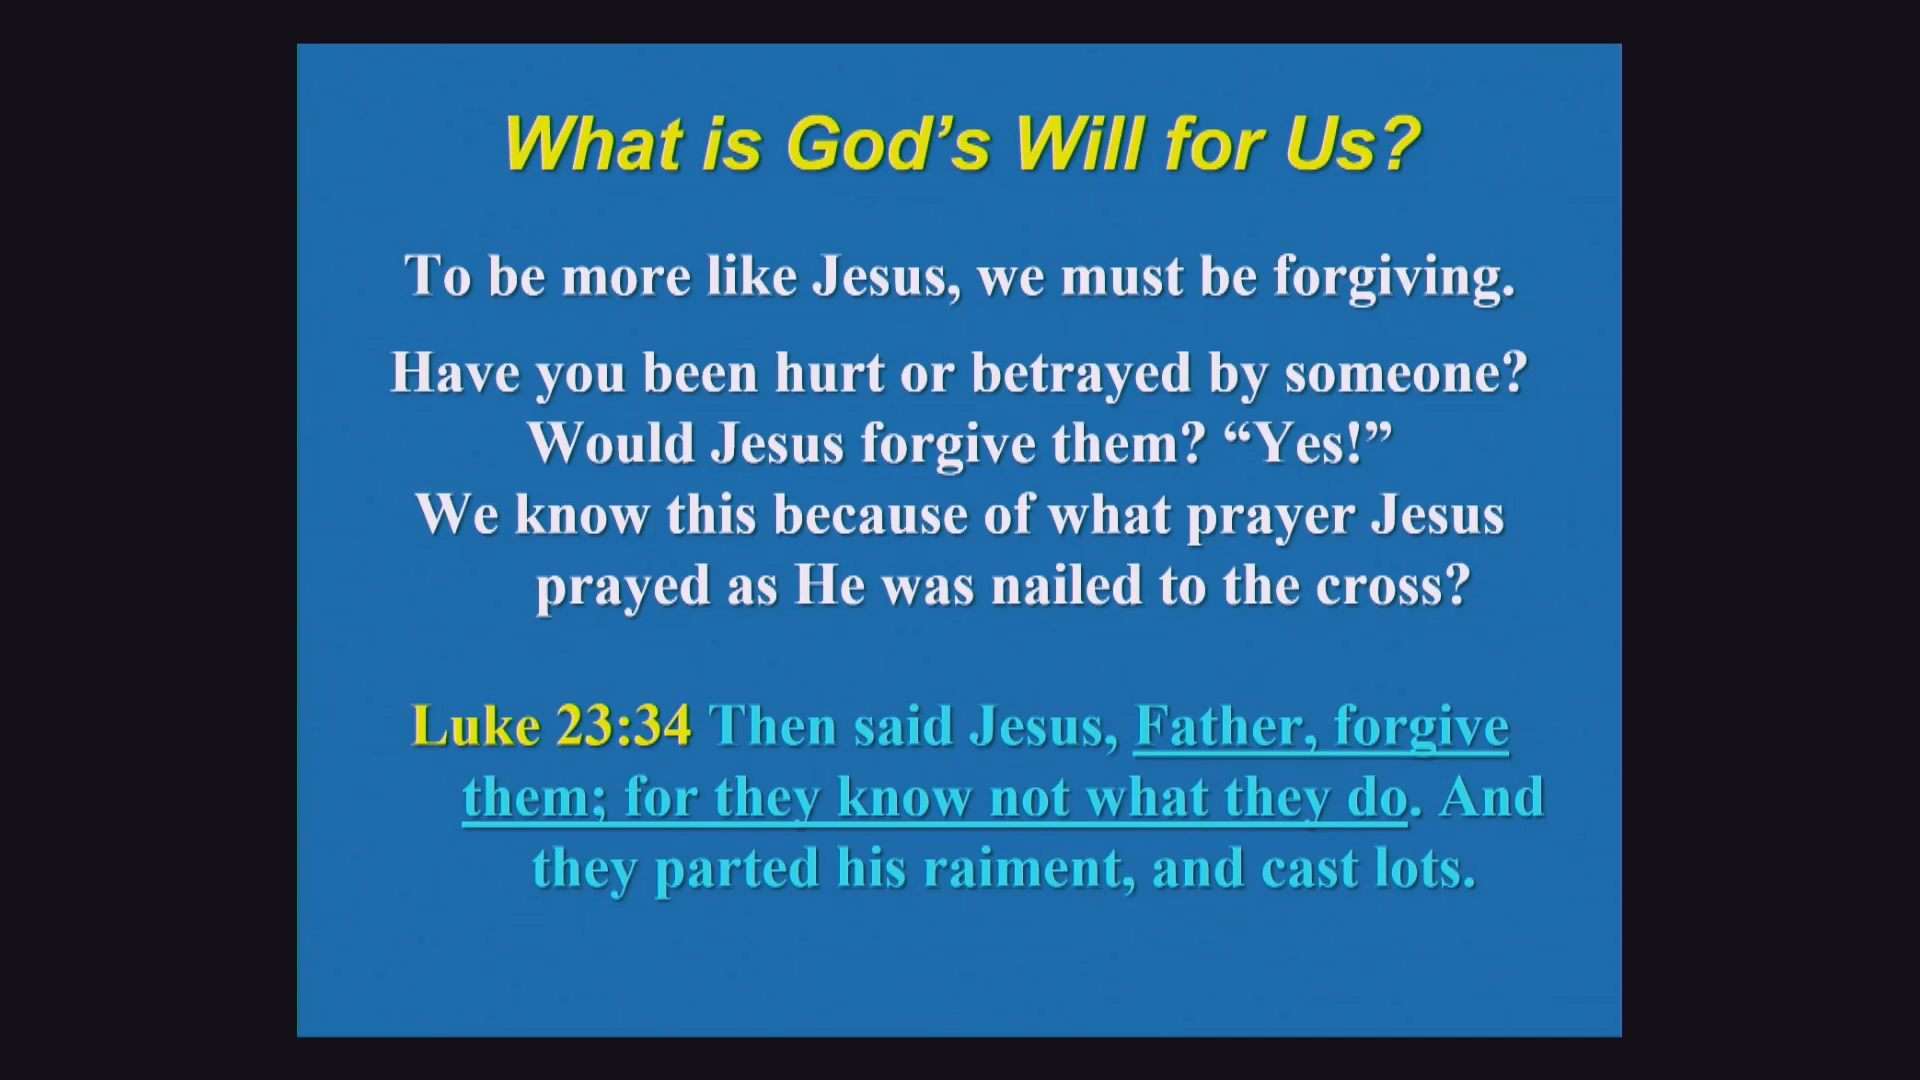 What is God’s Will for Us?
To be more like Jesus, we must be forgiving.
Have you been hurt or betrayed by someone?
Would Jesus forgive them? “Yes!”
We know this because of what prayer Jesus
prayed as He was nailed to the cross?
Luke 23:34 Then said Jesus, Father, forgive
them; for they know not what they do. And
they parted his raiment, and cast lots.